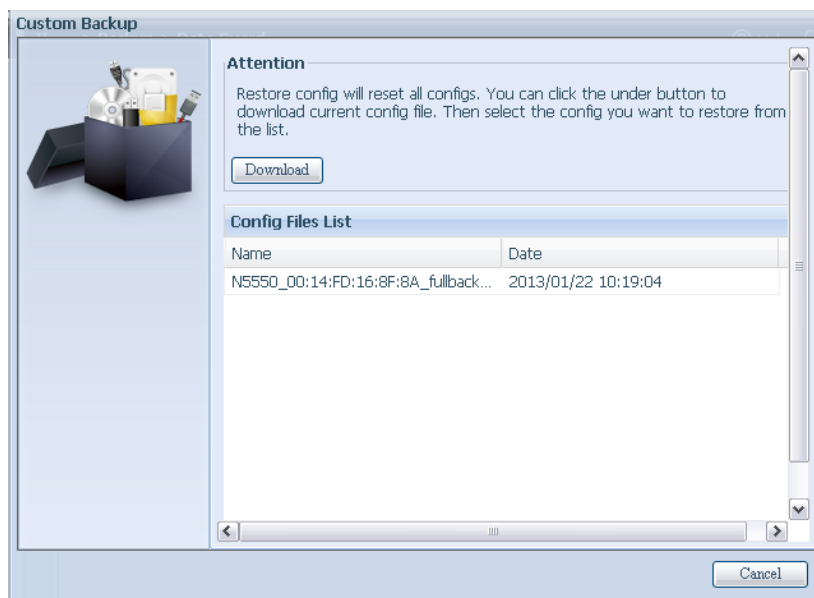 Custom Backup
Attention
Restore config will reset all configs. You can click the under button to
download current config file. Then select the config you want to restore from
the list.
Download
Config Files List
Name Date
N5550_00:14:FD:16:8F:8A_fullback... 2013/01/22 10:19:04
Cancel